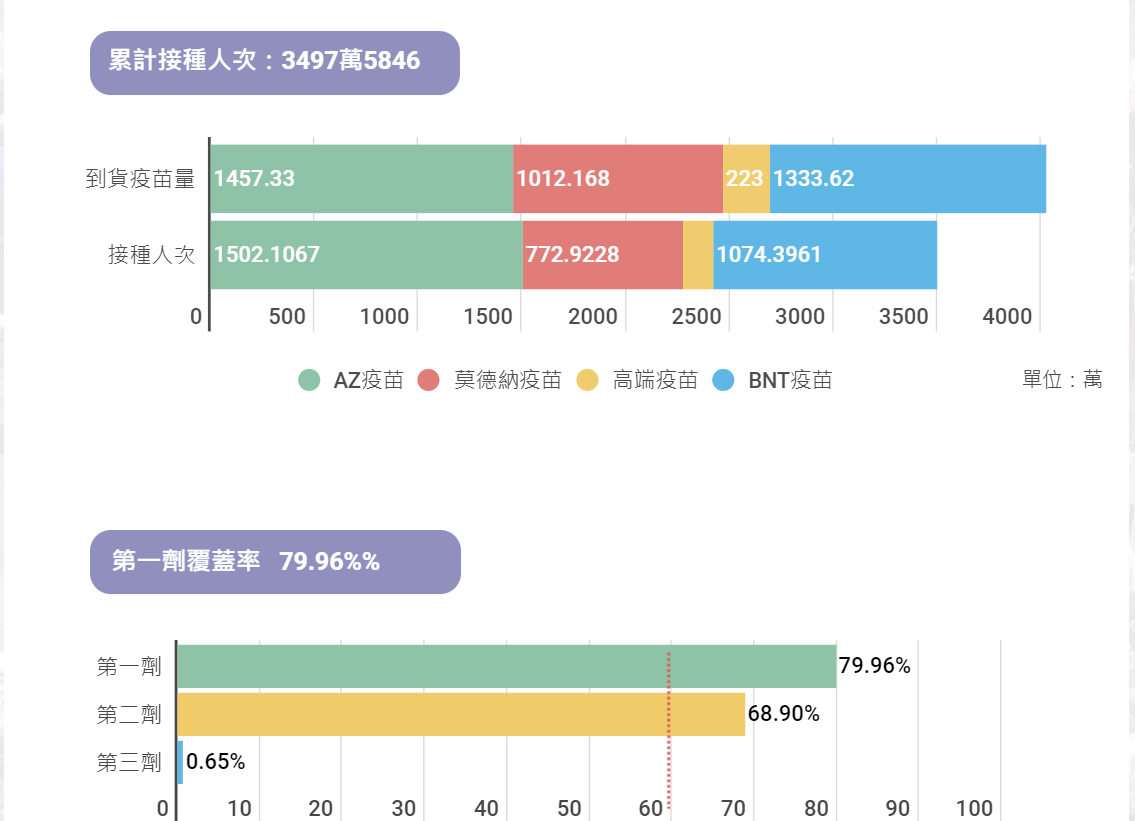 累計接種人次：3497萬5846
到貨疫苗量 1457.33 1012.168 223 1333.62
接種人次 1502.1067 772.9228 1074.3961
0 500 1000 1500 2000 2500 3000 3500 4000
AZ疫苗 莫德納疫苗 高端疫苗 BNT疫苗 單位：萬
第一劑覆蓋率 79.96%%
第一劑 79.96%
第二劑 68.90%
第三劑 0.65%
0 10 20 30 40 50 60 70 80 90 100